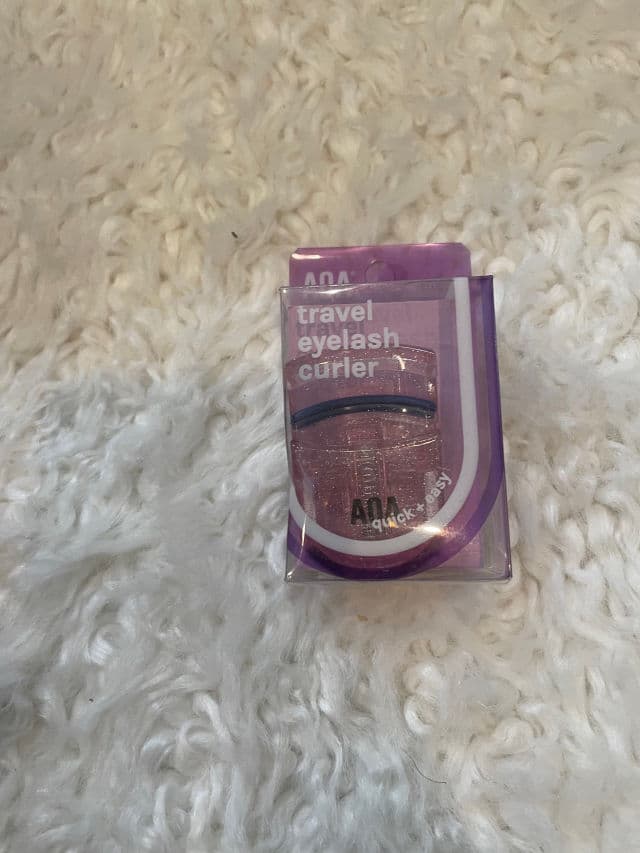 AOA
travel
eyelash
curler
AOA
quick + easy